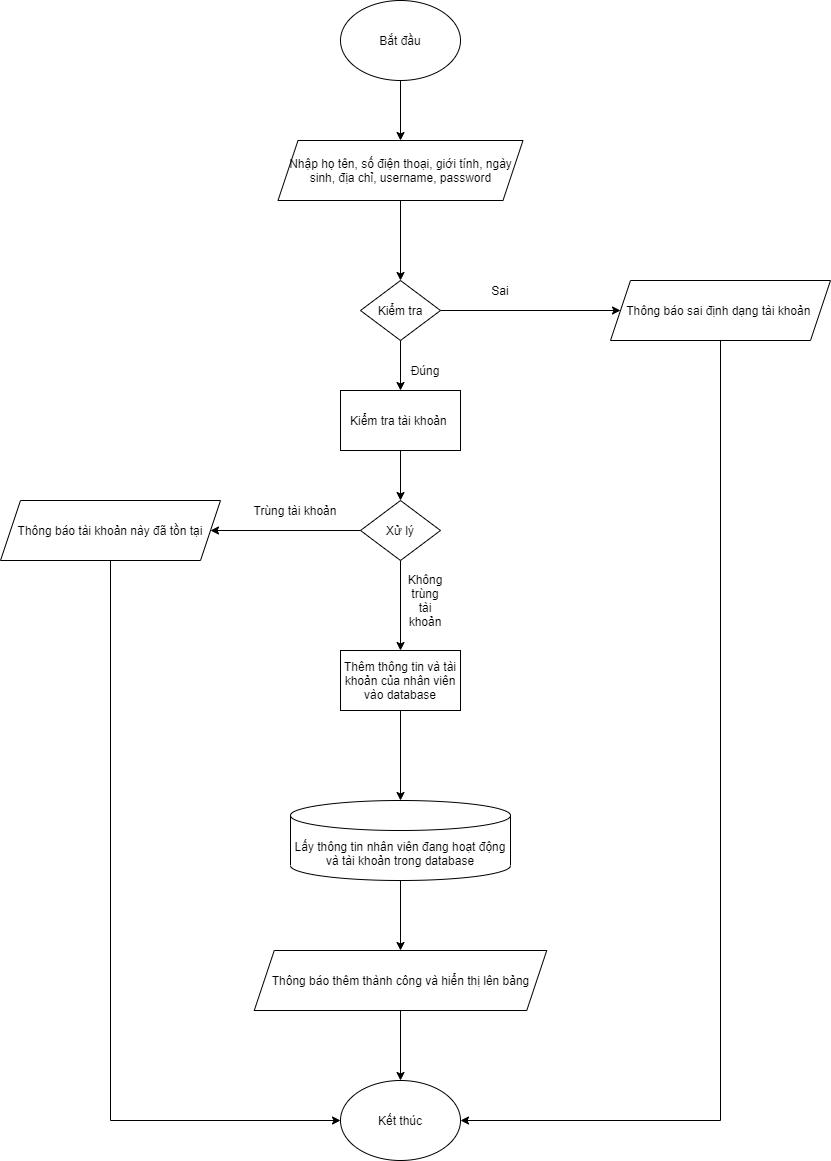 Bắt đầu
Nhập họ tên, số điện thoại, giới tính, ngày
sinh, địa chỉ, username, password
Sai
Kiểm tra
Thông báo sai định dạng tài khoản
Đúng
Kiểm tra tài khoản
Trùng tài khoản
Thông báo tài khoản này đã tồn tại
Xử lý
Không
trùng
tài
khoản
Thêm thông tin và tài
khoản của nhân viên
vào database
Lấy thông tin nhân viên đang hoạt động
và tài khoản trong database
Thông báo thêm thành công và hiển thị lên bảng
Kết thúc